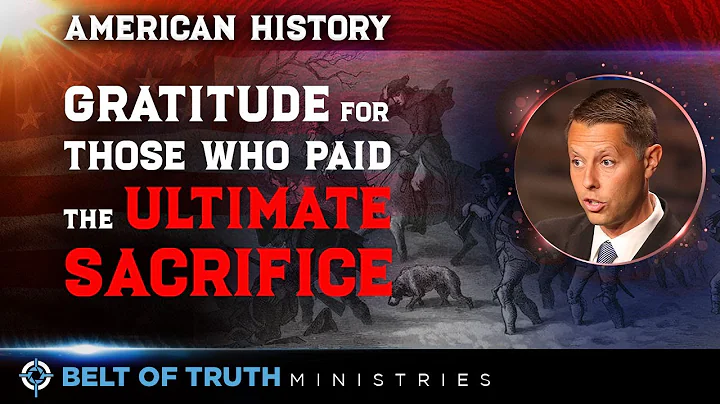 AMERICAN HISTORY
GRATITUDE FOR
THOSE WHO PAID
THE ULTIMATE
SACRIFICE
BELT OF TRUTH MINISTRIES